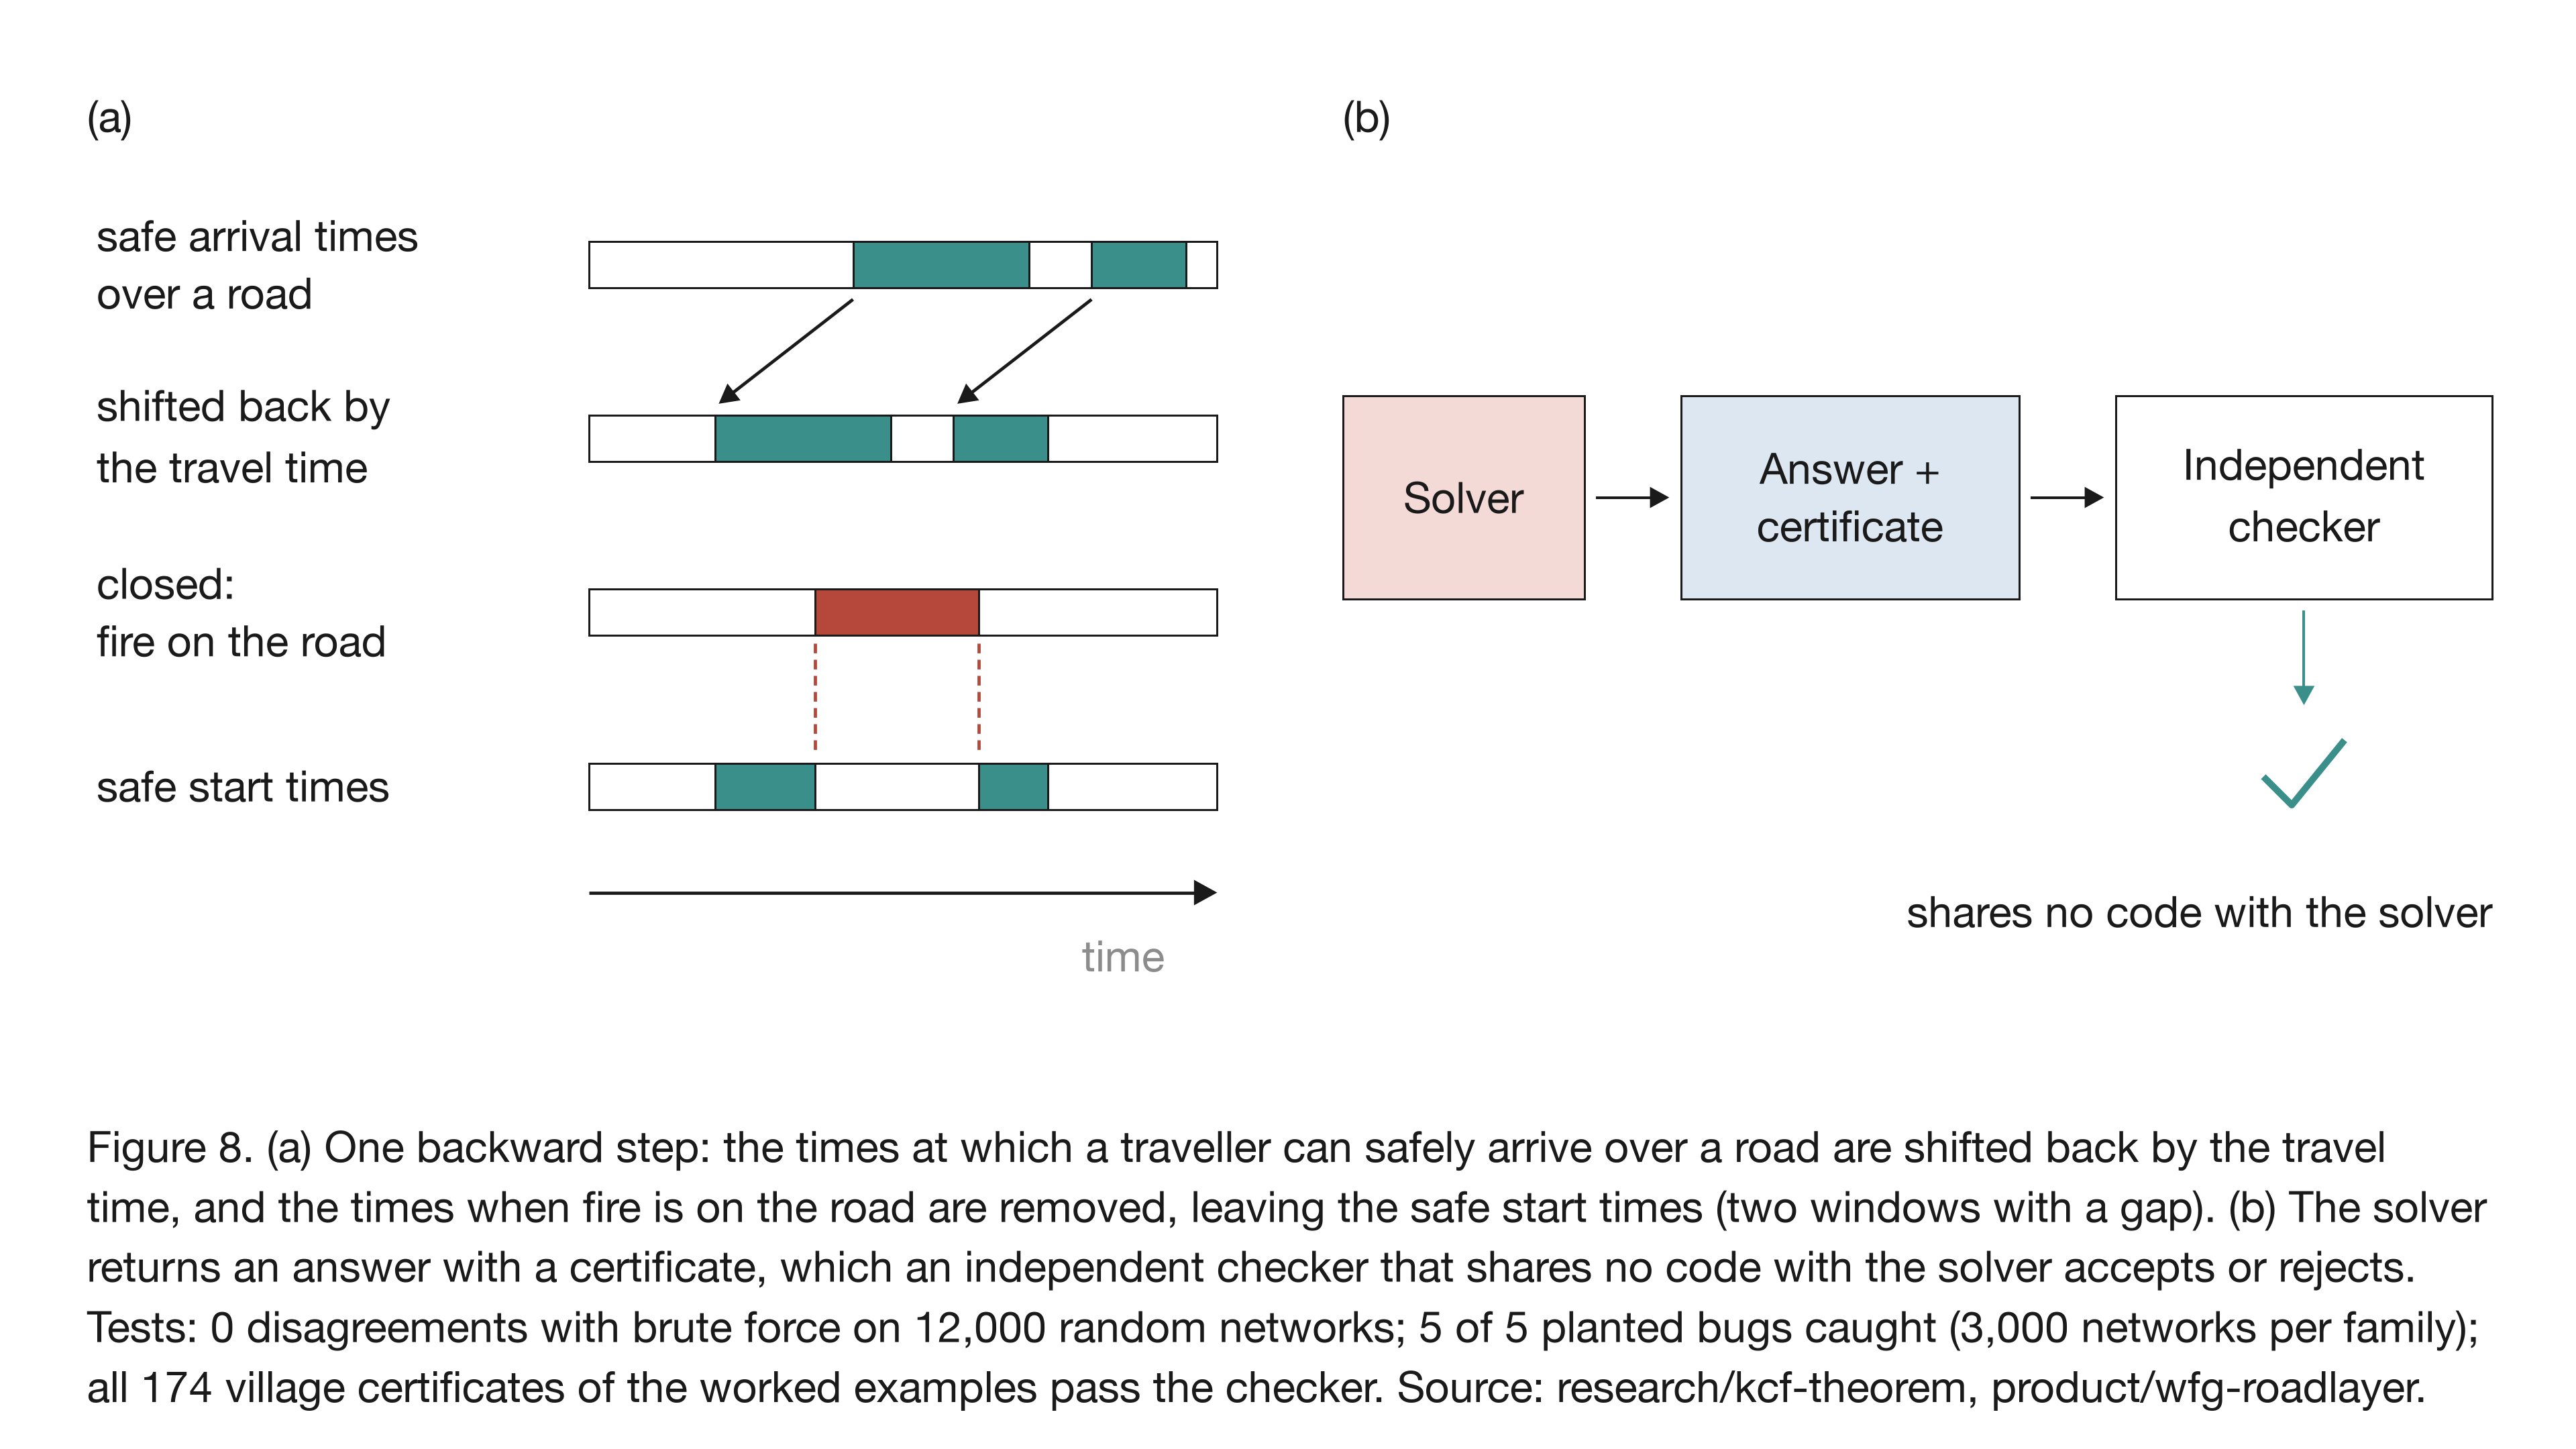 (a)
safe arrival times
over a road
shifted back by
the travel time
closed:
fire on the road
safe start times
time
(b)
Solver
Answer +
certificate
Independent
checker
shares no code with the solver
Figure 8. (a) One backward step: the times at which a traveller can safely arrive over a road are shifted back by the travel
time, and the times when fire is on the road are removed, leaving the safe start times (two windows with a gap). (b) The solver
returns an answer with a certificate, which an independent checker that shares no code with the solver accepts or rejects.
Tests: 0 disagreements with brute force on 12,000 random networks; 5 of 5 planted bugs caught (3,000 networks per family);
all 174 village certificates of the worked examples pass the checker. Source: research/kcf-theorem, product/wfg-roadlayer.